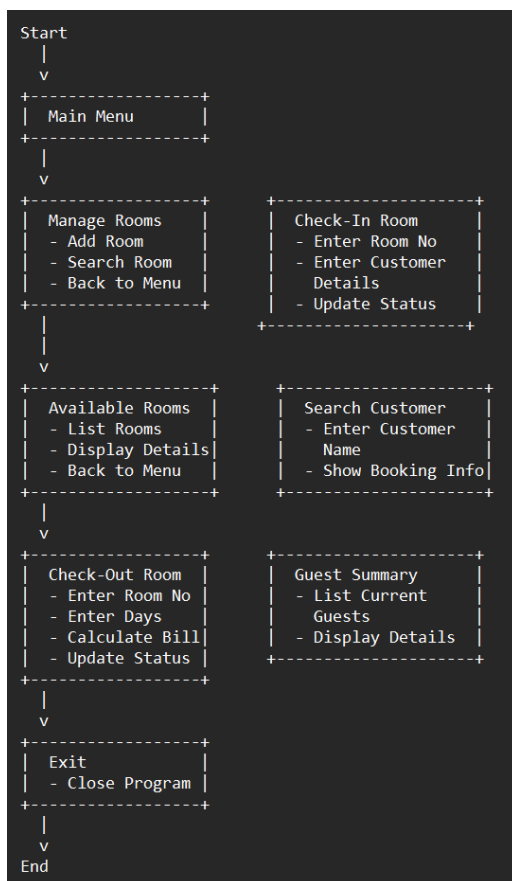 Start
|
v
+------------------+
|  Main Menu       |
+------------------+
|
v
+------------------+      +---------------------+
|  Manage Rooms    |      |  Check-In Room      |
|  - Add Room      |      |  - Enter Room No    |
|  - Search Room   |      |  - Enter Customer   |
|  - Back to Menu  |      |    Details          |
+------------------+      |  - Update Status    |
|                        +---------------------+
|
v
+-------------------+      +---------------------+
|  Available Rooms  |      |  Search Customer    |
|  - List Rooms     |      |  - Enter Customer   |
|  - Display Details|      |    Name             |
|  - Back to Menu   |      |  - Show Booking Info|
+-------------------+      +---------------------+
|
v
+------------------+      +---------------------+
|  Check-Out Room  |      |  Guest Summary      |
|  - Enter Room No |      |  - List Current     |
|  - Enter Days    |      |    Guests           |
|  - Calculate Bill|      |  - Display Details  |
|  - Update Status |      +---------------------+
+------------------+
|
v
+------------------+
|  Exit            |
|  - Close Program |
+------------------+
|
v
End